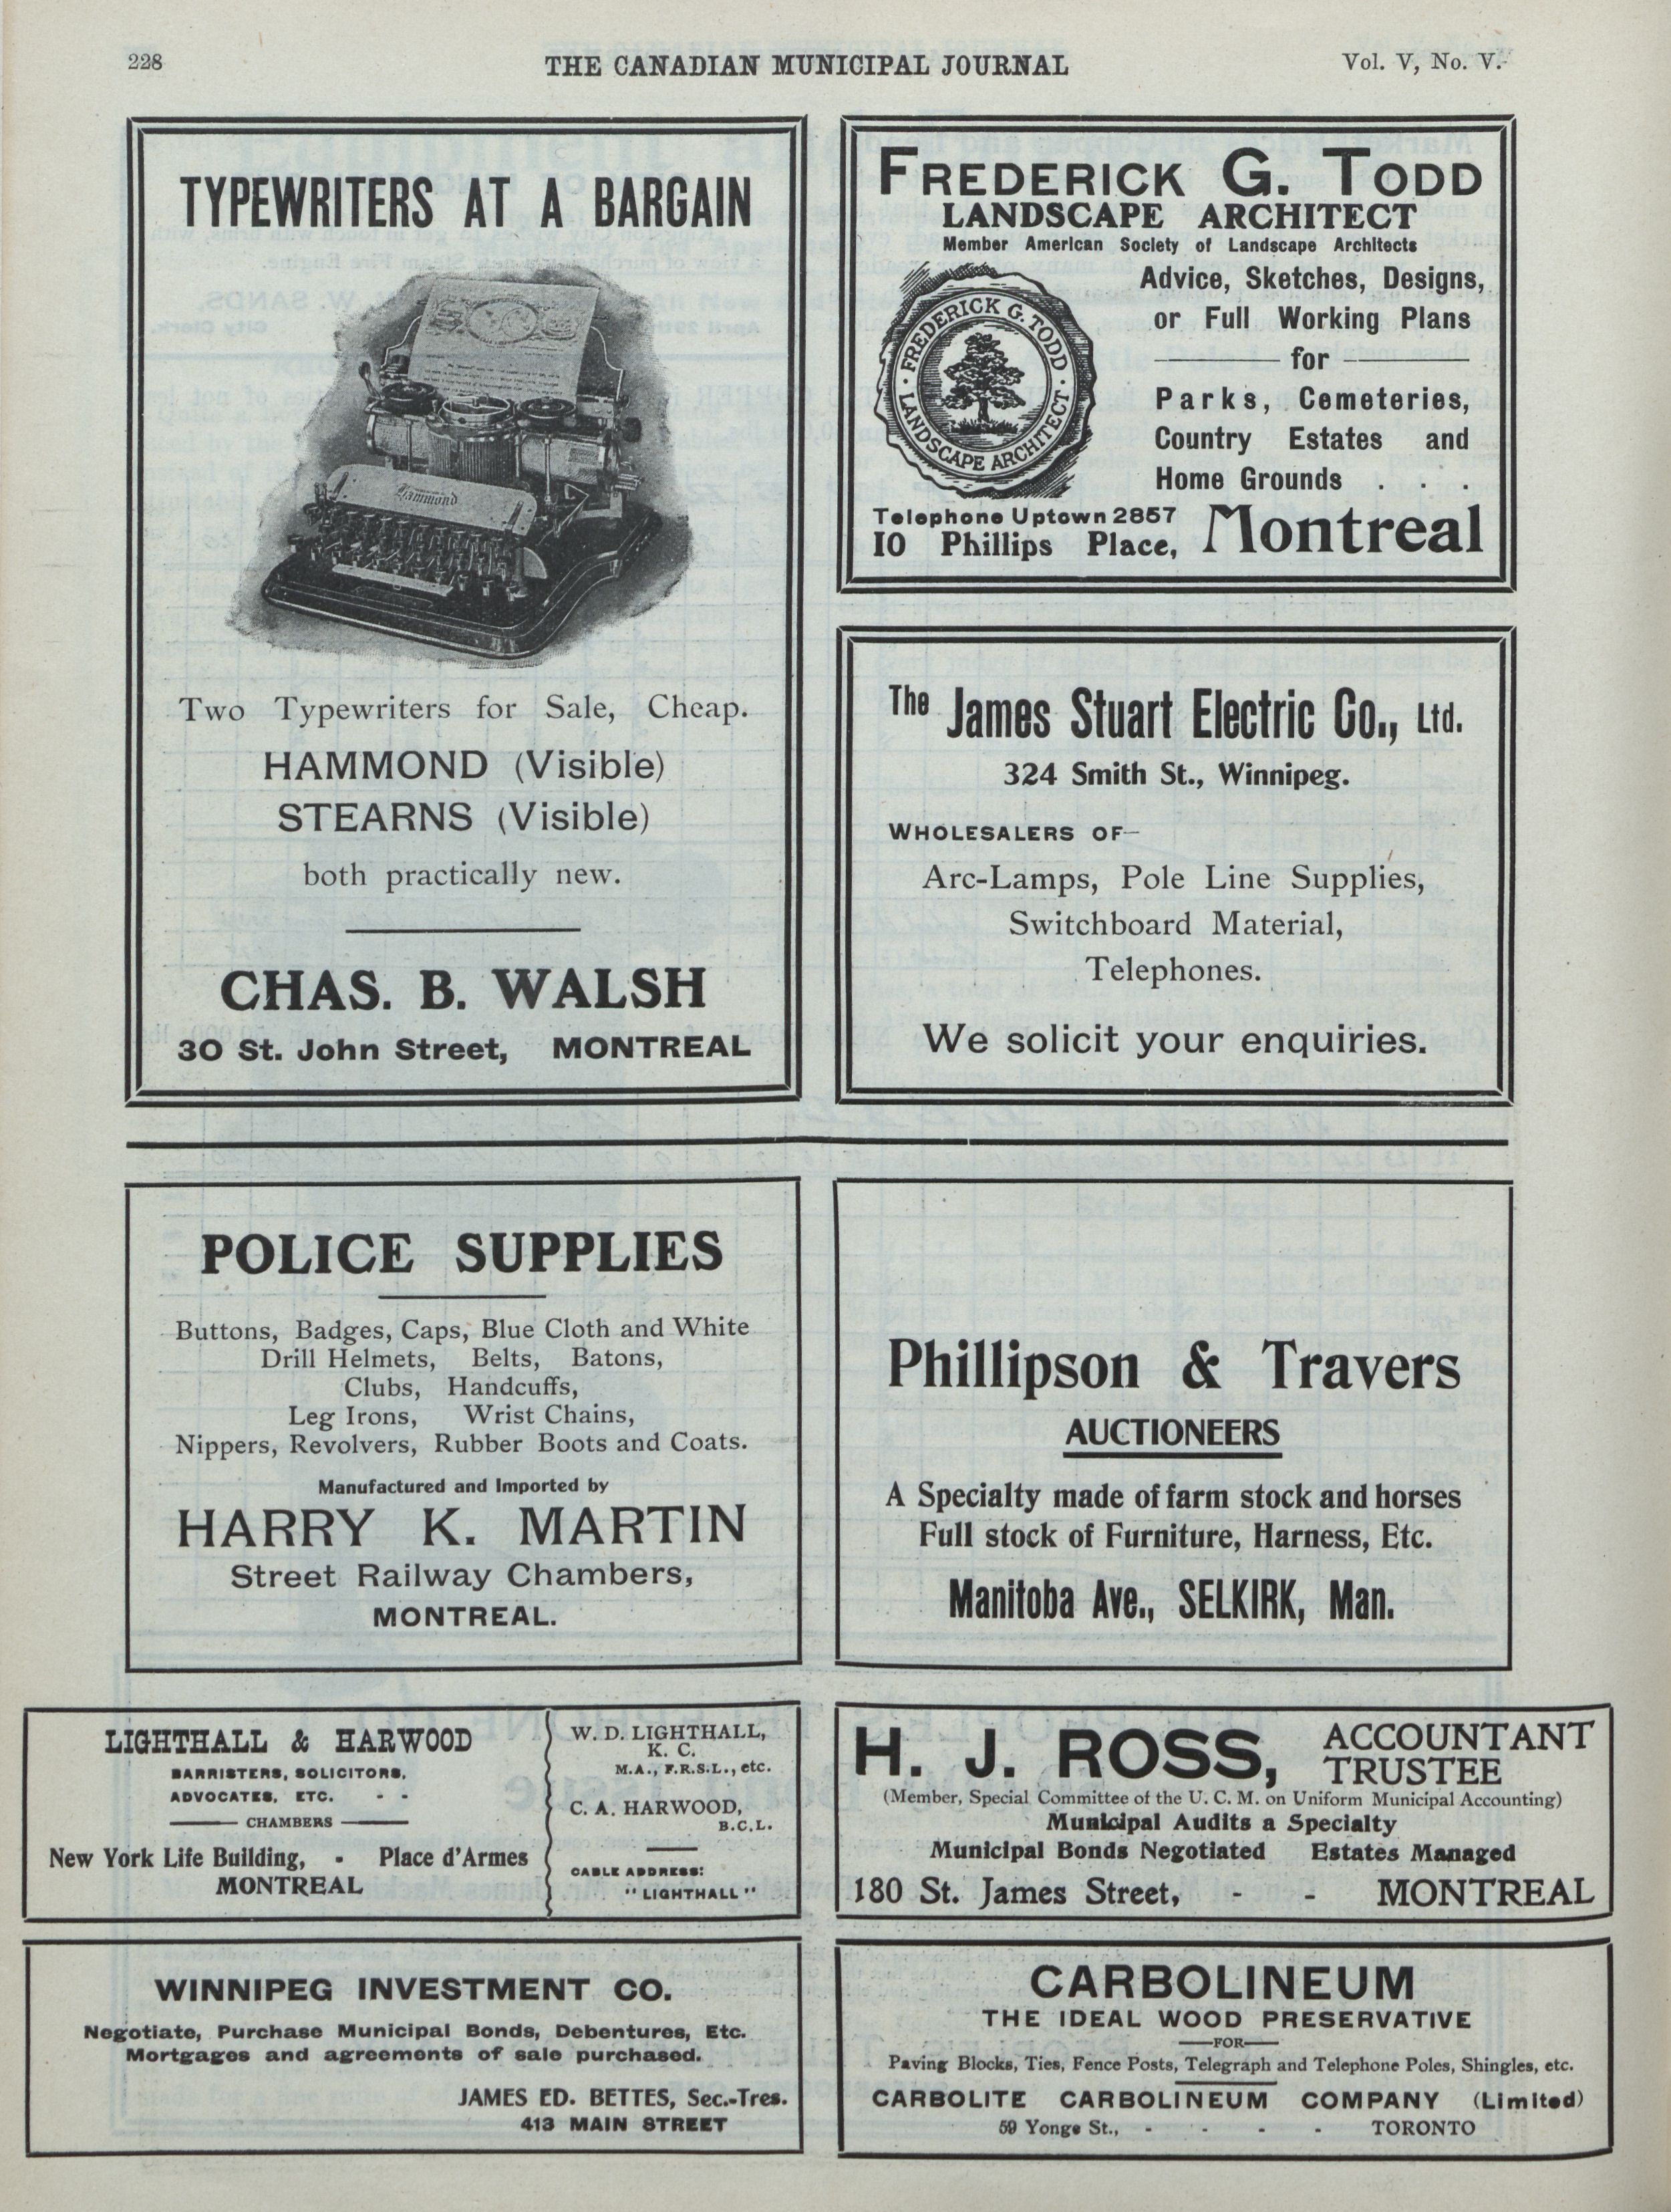 228
THE CANADIAN MUNICIPAL JOURNAL
Vol. V, No. V.
TYPEWRITERS AT A BARGAIN
Hammond
Two Typewriters for Sale, Cheap.
HAMMOND (Visible)
STEARNS (Visible)
both practically new.
CHAS. B. WALSH
30 St. John Street, MONTREAL
FREDERICK G. TODD
LANDSCAPE ARCHITECT
Member American Society of Landscape Architects
FREDERICK G. TODD · LANDSCAPE ARCHITECT ·
Advice, Sketches, Designs,
or Full Working Plans
for
Parks, Cemeteries,
Country Estates and
Home Grounds . . .
Telephone Uptown 2857
10 Phillips Place, Montreal
The James Stuart Electric Co., Ltd.
324 Smith St., Winnipeg.
WHOLESALERS OF—
Arc-Lamps, Pole Line Supplies,
Switchboard Material,
Telephones.
We solicit your enquiries.
POLICE SUPPLIES
Buttons, Badges, Caps, Blue Cloth and White
Drill Helmets, Belts, Batons,
Clubs, Handcuffs,
Leg Irons, Wrist Chains,
Nippers, Revolvers, Rubber Boots and Coats.
Manufactured and Imported by
HARRY K. MARTIN
Street Railway Chambers,
MONTREAL.
Phillipson & Travers
AUCTIONEERS
A Specialty made of farm stock and horses
Full stock of Furniture, Harness, Etc.
Manitoba Ave., SELKIRK, Man.
LIGHTHALL & HARWOOD
BARRISTERS, SOLICITORS,
ADVOCATES, ETC. - -
CHAMBERS
New York Life Building, - Place d'Armes
MONTREAL
W. D. LIGHTHALL,
K. C.
M.A., F.R.S.L., etc.
C. A. HARWOOD,
B.C.L.
CABLE ADDRESS:
"LIGHTHALL"
H. J. ROSS, ACCOUNTANT
TRUSTEE
(Member, Special Committee of the U. C. M. on Uniform Municipal Accounting)
Municipal Audits a Specialty
Municipal Bonds Negotiated Estates Managed
180 St. James Street, - - MONTREAL
WINNIPEG INVESTMENT CO.
Negotiate, Purchase Municipal Bonds, Debentures, Etc.
Mortgages and agreements of sale purchased.
JAMES ED. BETTES, Sec.-Tres.
413 MAIN STREET
CARBOLINEUM
THE IDEAL WOOD PRESERVATIVE
—FOR—
Paving Blocks, Ties, Fence Posts, Telegraph and Telephone Poles, Shingles, etc.
CARBOLITE CARBOLINEUM COMPANY (Limited)
59 Yonge St., - - - - TORONTO